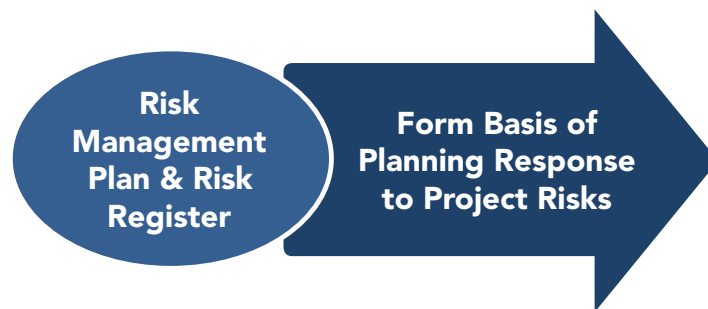 Risk
Management
Plan & Risk
Register
Form Basis of
Planning Response
to Project Risks